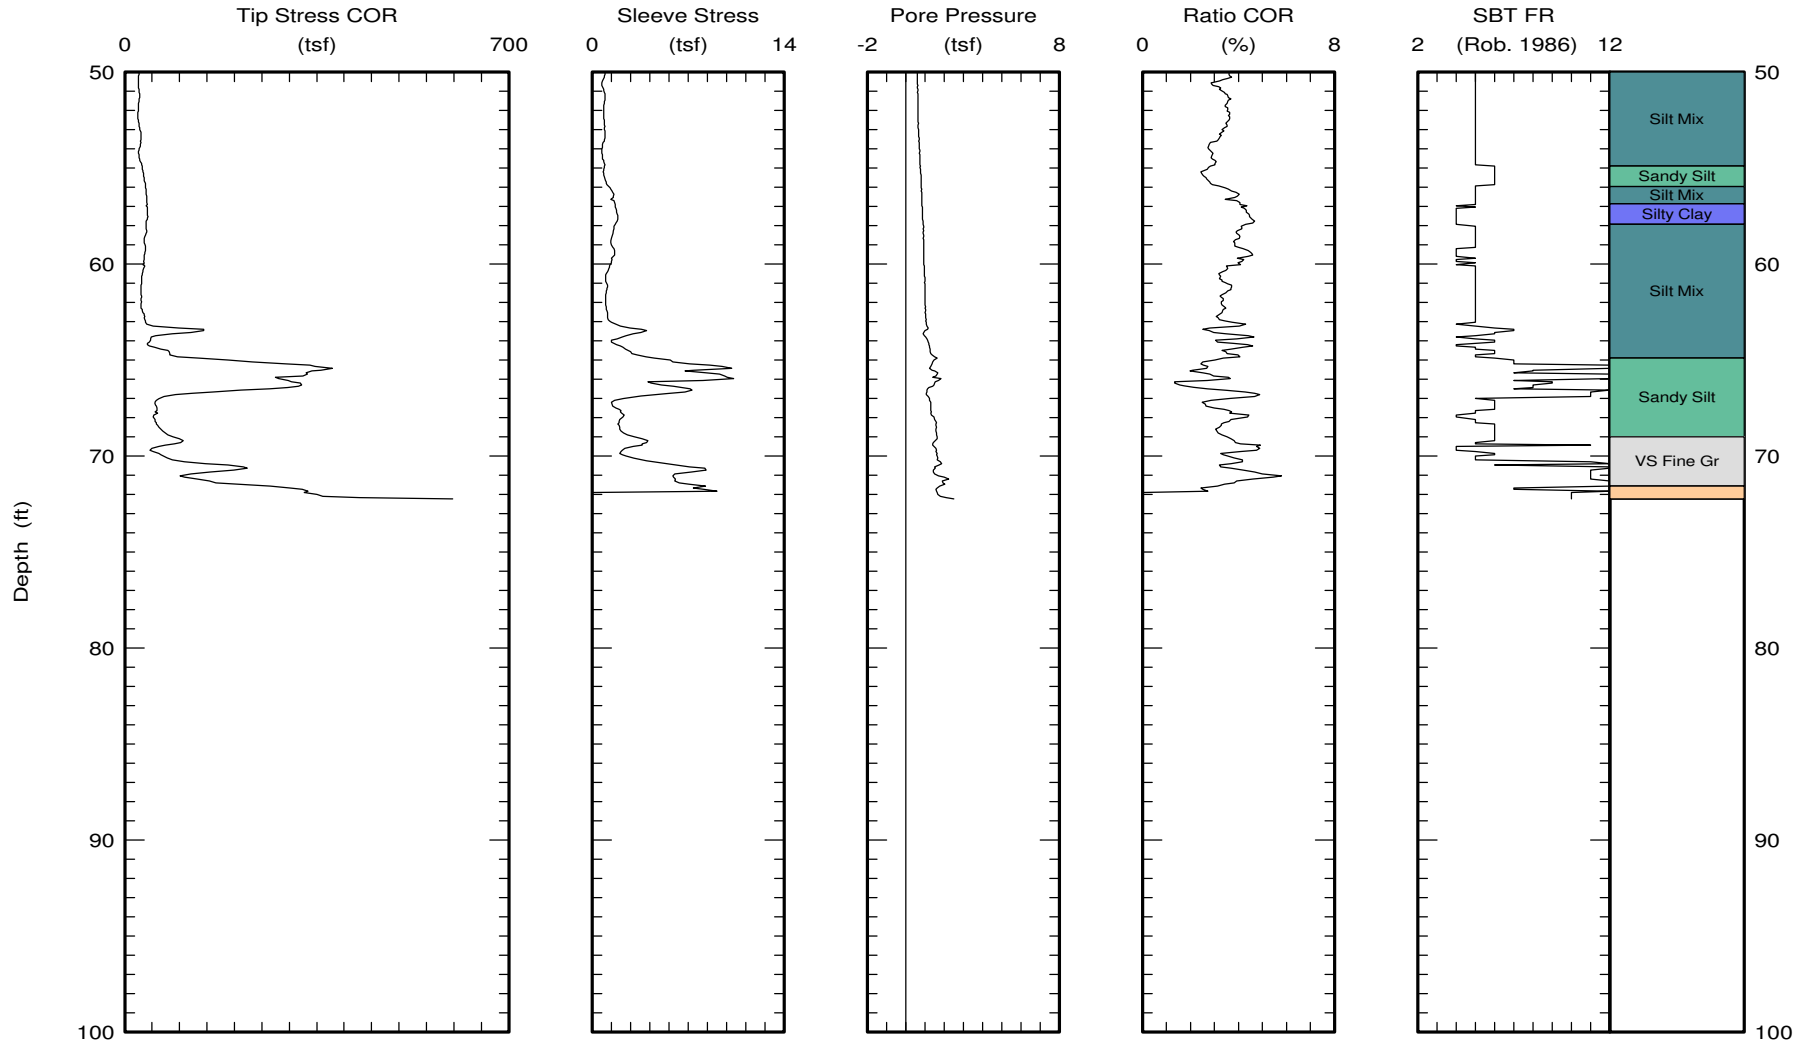 Tip Stress COR
Sleeve Stress
Pore Pressure
Ratio COR
SBT FR
0 (tsf) 700
0 (tsf) 14
-2 (tsf) 8
0 (%) 8
2 (Rob. 1986) 12
50 50
Silt Mix
Sandy Silt
Silt Mix
Silty Clay
60 60
Silt Mix
Sandy Silt
70 70
VS Fine Gr
Depth (ft)
80 80
90 90
100 100